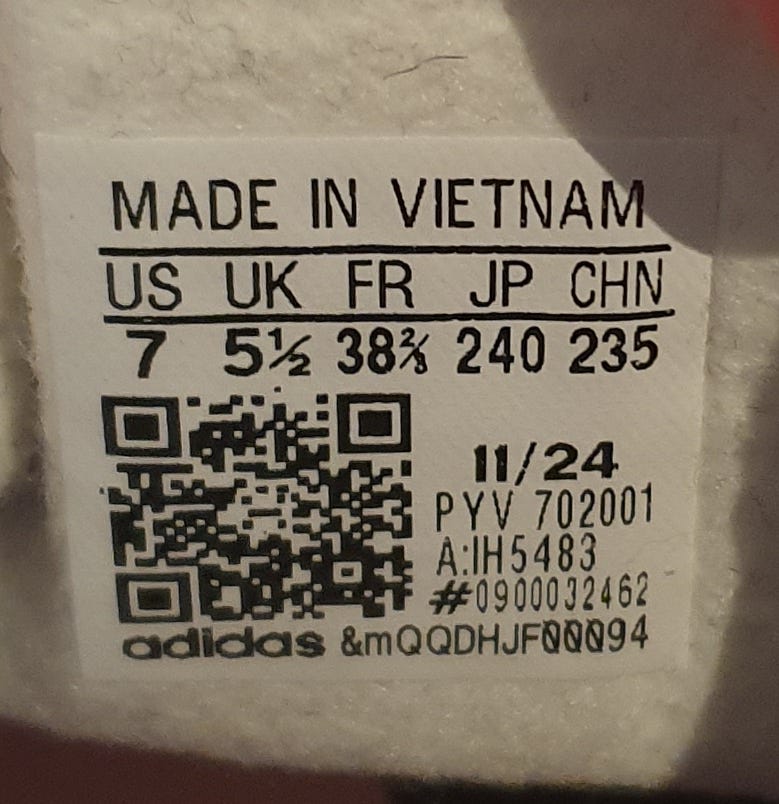 MADE IN VIETNAM
US UK FR JP CHN
7 5½ 38⅔ 240 235
11/24
PYV 702001
A:IH5483
#0900032462
adidas &mQQDHJF00094